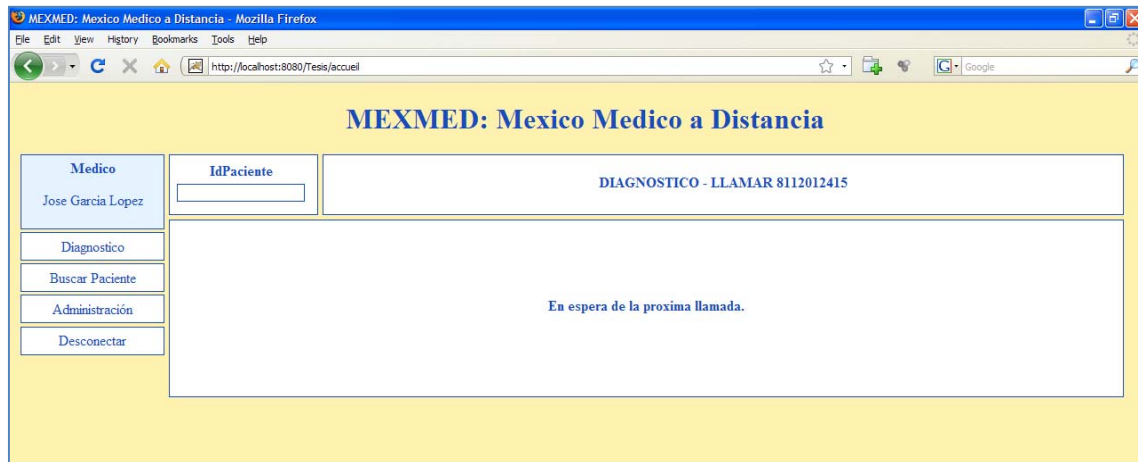 MEXMED: Mexico Medico a Distancia - Mozilla Firefox
File Edit View History Bookmarks Tools Help
http://localhost:8080/Tesis/accueil
G Google
MEXMED: Mexico Medico a Distancia
Medico
Jose Garcia Lopez
IdPaciente
DIAGNOSTICO - LLAMAR 8112012415
Diagnostico
Buscar Paciente
Administración
Desconectar
En espera de la proxima llamada.